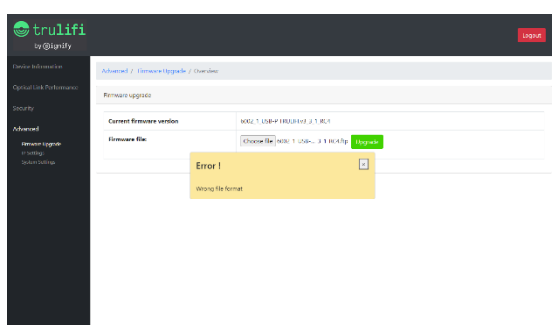 trulifi
by Signify
Logout
Device Information
Optical Link Performance
Security
Advanced
Firmware Upgrade
IP Settings
System Settings
Advanced / Firmware Upgrade / Overview
Firmware upgrade
Current firmware version
Firmware file:
Choose file
Upgrade
Error !
x
Wrong file format